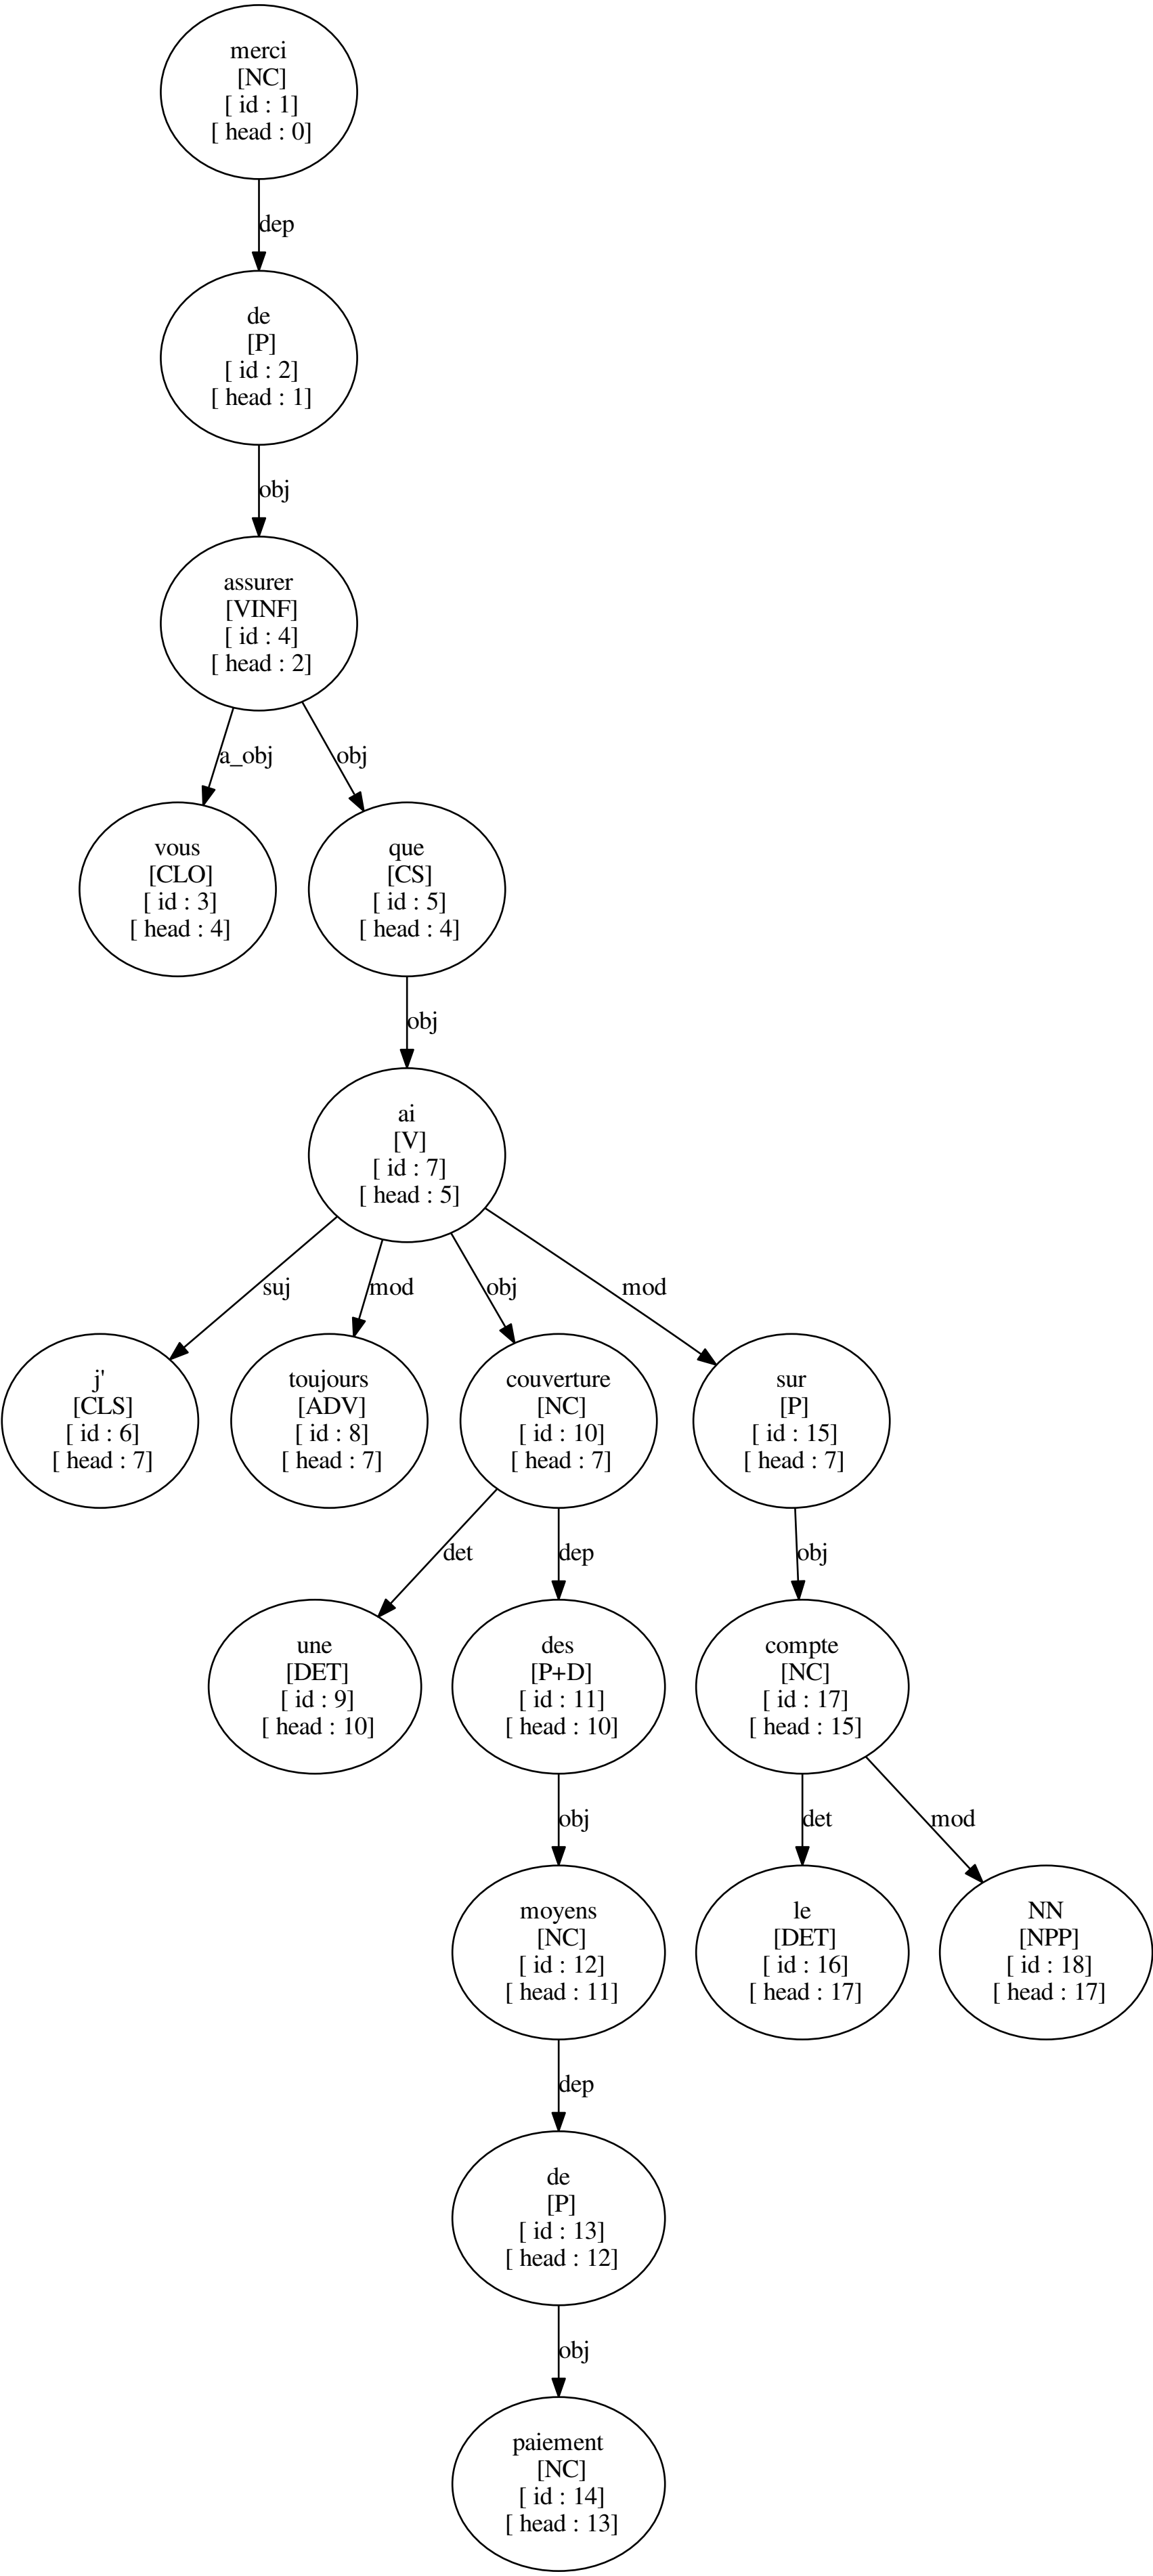 merci
[NC]
[ id : 1]
[ head : 0]
dep
de
[P]
[ id : 2]
[ head : 1]
obj
assurer
[VINF]
[ id : 4]
[ head : 2]
a_obj
obj
vous
[CLO]
[ id : 3]
[ head : 4]
que
[CS]
[ id : 5]
[ head : 4]
obj
ai
[V]
[ id : 7]
[ head : 5]
suj
mod
obj
mod
j'
[CLS]
[ id : 6]
[ head : 7]
toujours
[ADV]
[ id : 8]
[ head : 7]
couverture
[NC]
[ id : 10]
[ head : 7]
sur
[P]
[ id : 15]
[ head : 7]
det
dep
obj
une
[DET]
[ id : 9]
[ head : 10]
des
[P+D]
[ id : 11]
[ head : 10]
compte
[NC]
[ id : 17]
[ head : 15]
obj
det
mod
moyens
[NC]
[ id : 12]
[ head : 11]
le
[DET]
[ id : 16]
[ head : 17]
NN
[NPP]
[ id : 18]
[ head : 17]
dep
de
[P]
[ id : 13]
[ head : 12]
obj
paiement
[NC]
[ id : 14]
[ head : 13]